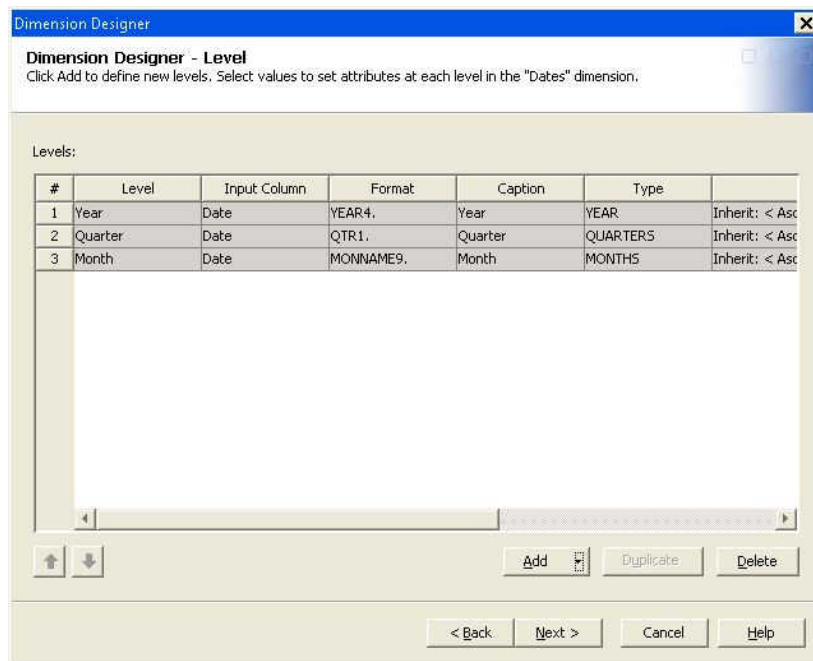 Dimension Designer
Dimension Designer - Level
Click Add to define new levels. Select values to set attributes at each level in the "Dates" dimension.
Levels:
# Level Input Column Format Caption Type
1 Year Date YEAR4. Year YEAR Inherit: < Asc
2 Quarter Date QTR1. Quarter QUARTERS Inherit: < Asc
3 Month Date MONNAME9. Month MONTHS Inherit: < Asc
Add Duplicate Delete
< Back Next > Cancel Help